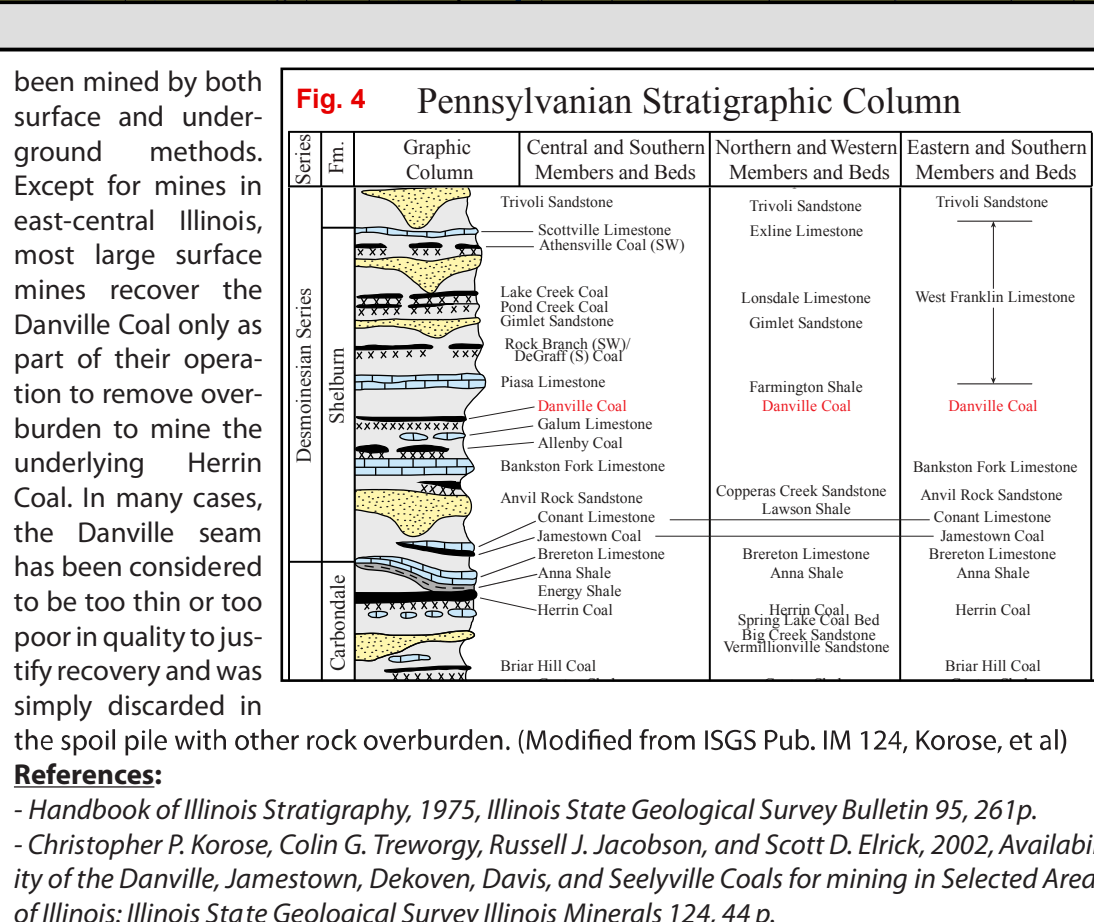 been mined by both
surface and under-
ground methods.
Except for mines in
east-central Illinois,
most large surface
mines recover the
Danville Coal only as
part of their opera-
tion to remove over-
burden to mine the
underlying Herrin
Coal. In many cases,
the Danville seam
has been considered
to be too thin or too
poor in quality to jus-
tify recovery and was
simply discarded in
the spoil pile with other rock overburden. (Modified from ISGS Pub. IM 124, Korose, et al)
References:
- Handbook of Illinois Stratigraphy, 1975, Illinois State Geological Survey Bulletin 95, 261p.
- Christopher P. Korose, Colin G. Treworgy, Russell J. Jacobson, and Scott D. Elrick, 2002, Availabil
ity of the Danville, Jamestown, Dekoven, Davis, and Seelyville Coals for mining in Selected Area
of Illinois: Illinois State Geological Survey Illinois Minerals 124, 44 p.
Fig. 4 Pennsylvanian Stratigraphic Column
Series
Fm.
Graphic
Column
Central and Southern
Members and Beds
Northern and Western
Members and Beds
Eastern and Southern
Members and Beds
Desmoinesian Series
Shelburn
Carbondale
Trivoli Sandstone
Scottville Limestone
Athensville Coal (SW)
Lake Creek Coal
Pond Creek Coal
Gimlet Sandstone
Rock Branch (SW)/
DeGraff (S) Coal
Piasa Limestone
Danville Coal
Galum Limestone
Allenby Coal
Bankston Fork Limestone
Anvil Rock Sandstone
Conant Limestone
Jamestown Coal
Brereton Limestone
Anna Shale
Energy Shale
Herrin Coal
Briar Hill Coal
Trivoli Sandstone
Exline Limestone
Lonsdale Limestone
Gimlet Sandstone
Farmington Shale
Danville Coal
Copperas Creek Sandstone
Lawson Shale
Brereton Limestone
Anna Shale
Herrin Coal
Spring Lake Coal Bed
Big Creek Sandstone
Vermillionville Sandstone
Trivoli Sandstone
West Franklin Limestone
Danville Coal
Bankston Fork Limestone
Anvil Rock Sandstone
Conant Limestone
Jamestown Coal
Brereton Limestone
Anna Shale
Herrin Coal
Briar Hill Coal